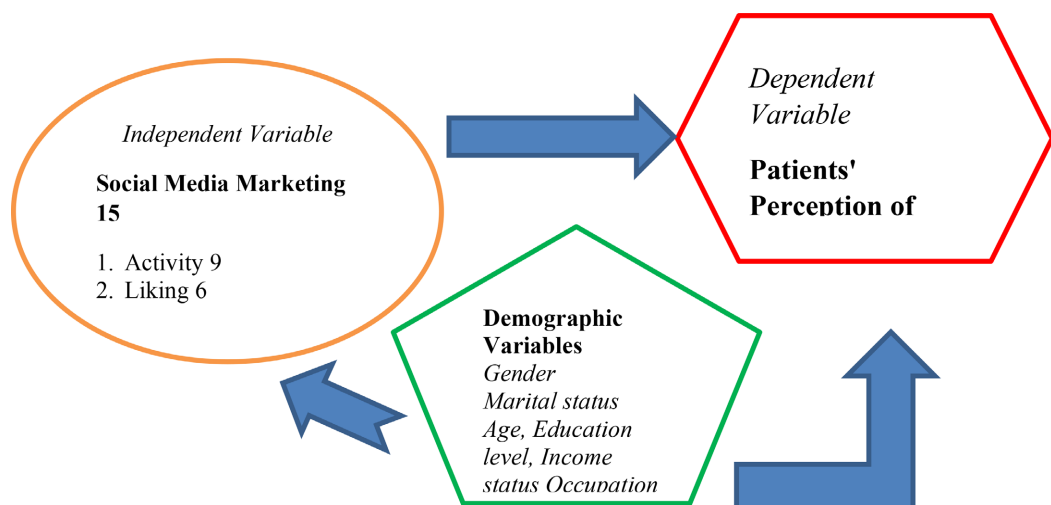 Independent Variable
Social Media Marketing
15
1. Activity 9
2. Liking 6
Dependent
Variable
Patients'
Perception of
Demographic
Variables
Gender
Marital status
Age, Education
level, Income
status Occupation